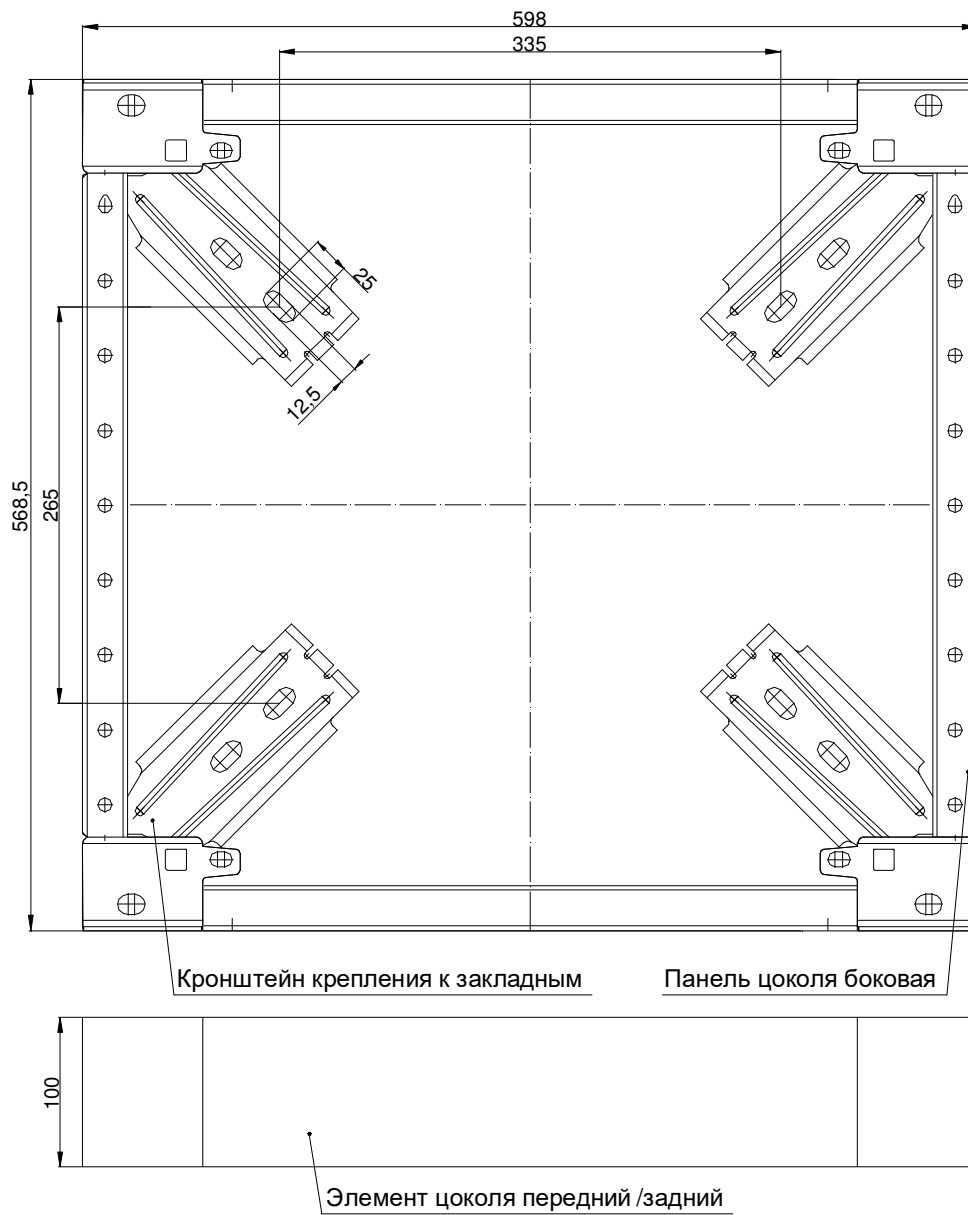 598
335
25
12,5
568,5
265
Кронштейн крепления к закладным
Панель цоколя боковая
100
Элемент цоколя передний /задний